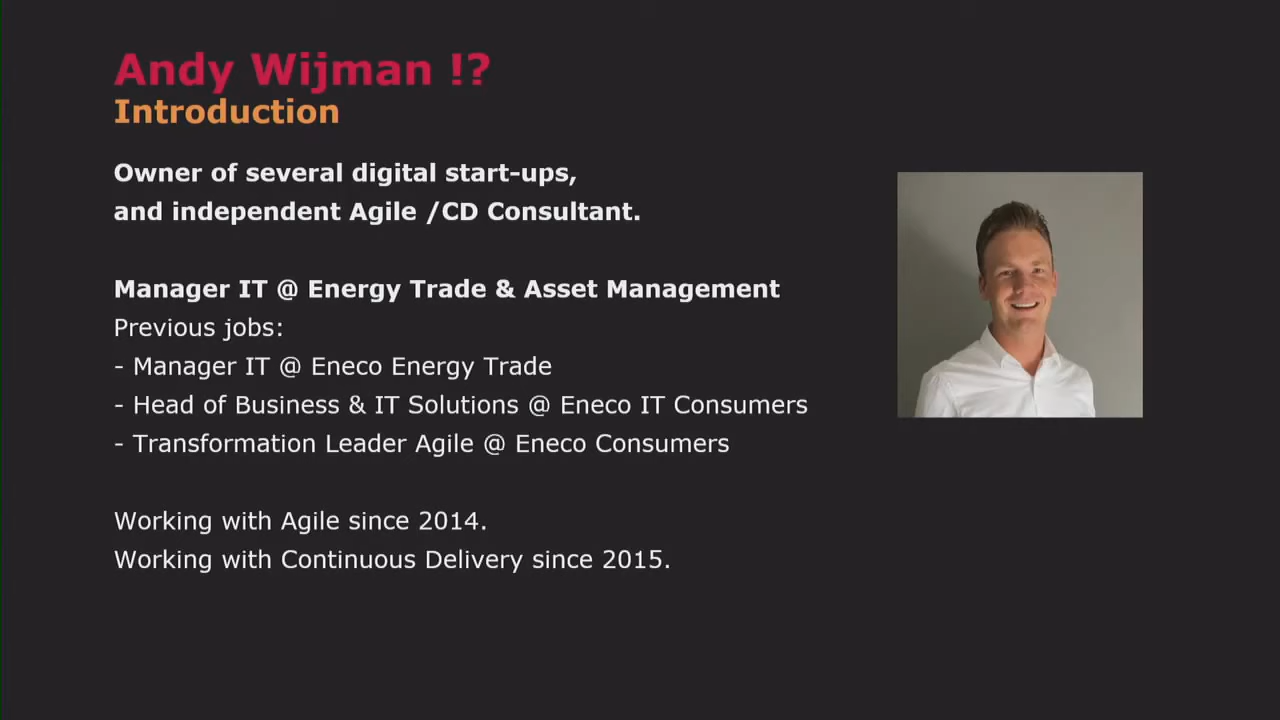 Andy Wijman !?
Introduction
Owner of several digital start-ups,
and independent Agile /CD Consultant.
Manager IT @ Energy Trade & Asset Management
Previous jobs:
- Manager IT @ Eneco Energy Trade
- Head of Business & IT Solutions @ Eneco IT Consumers
- Transformation Leader Agile @ Eneco Consumers
Working with Agile since 2014.
Working with Continuous Delivery since 2015.